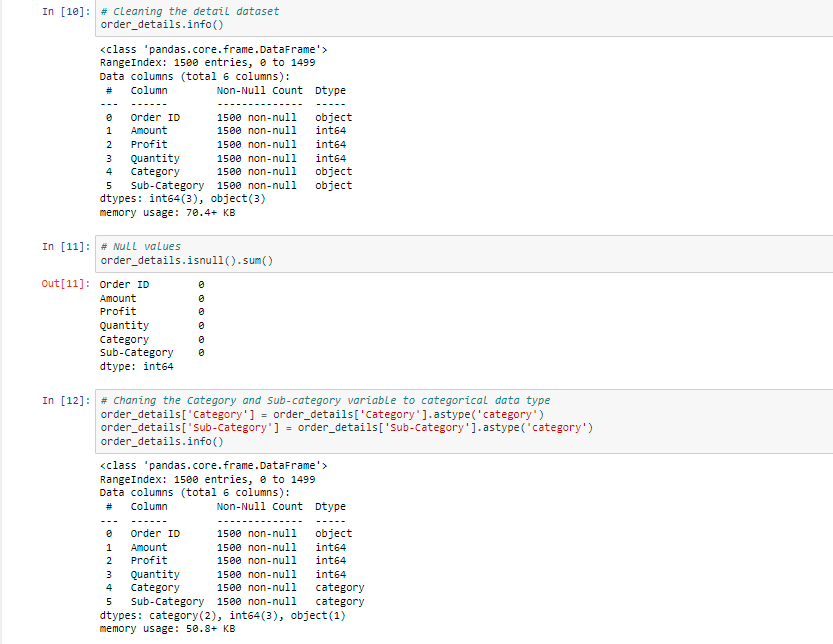 In [10]: # Cleaning the detail dataset
order_details.info()
<class 'pandas.core.frame.DataFrame'>
RangeIndex: 1500 entries, 0 to 1499
Data columns (total 6 columns):
 #   Column        Non-Null Count  Dtype
---  ------        --------------  -----
 0   Order ID      1500 non-null   object
 1   Amount        1500 non-null   int64
 2   Profit        1500 non-null   int64
 3   Quantity      1500 non-null   int64
 4   Category      1500 non-null   object
 5   Sub-Category  1500 non-null   object
dtypes: int64(3), object(3)
memory usage: 70.4+ KB
In [11]: # Null values
order_details.isnull().sum()
Out[11]: Order ID        0
Amount          0
Profit          0
Quantity        0
Category        0
Sub-Category    0
dtype: int64
In [12]: # Chaning the Category and Sub-category variable to categorical data type
order_details['Category'] = order_details['Category'].astype('category')
order_details['Sub-Category'] = order_details['Sub-Category'].astype('category')
order_details.info()
<class 'pandas.core.frame.DataFrame'>
RangeIndex: 1500 entries, 0 to 1499
Data columns (total 6 columns):
 #   Column        Non-Null Count  Dtype
---  ------        --------------  -----
 0   Order ID      1500 non-null   object
 1   Amount        1500 non-null   int64
 2   Profit        1500 non-null   int64
 3   Quantity      1500 non-null   int64
 4   Category      1500 non-null   category
 5   Sub-Category  1500 non-null   category
dtypes: category(2), int64(3), object(1)
memory usage: 50.8+ KB